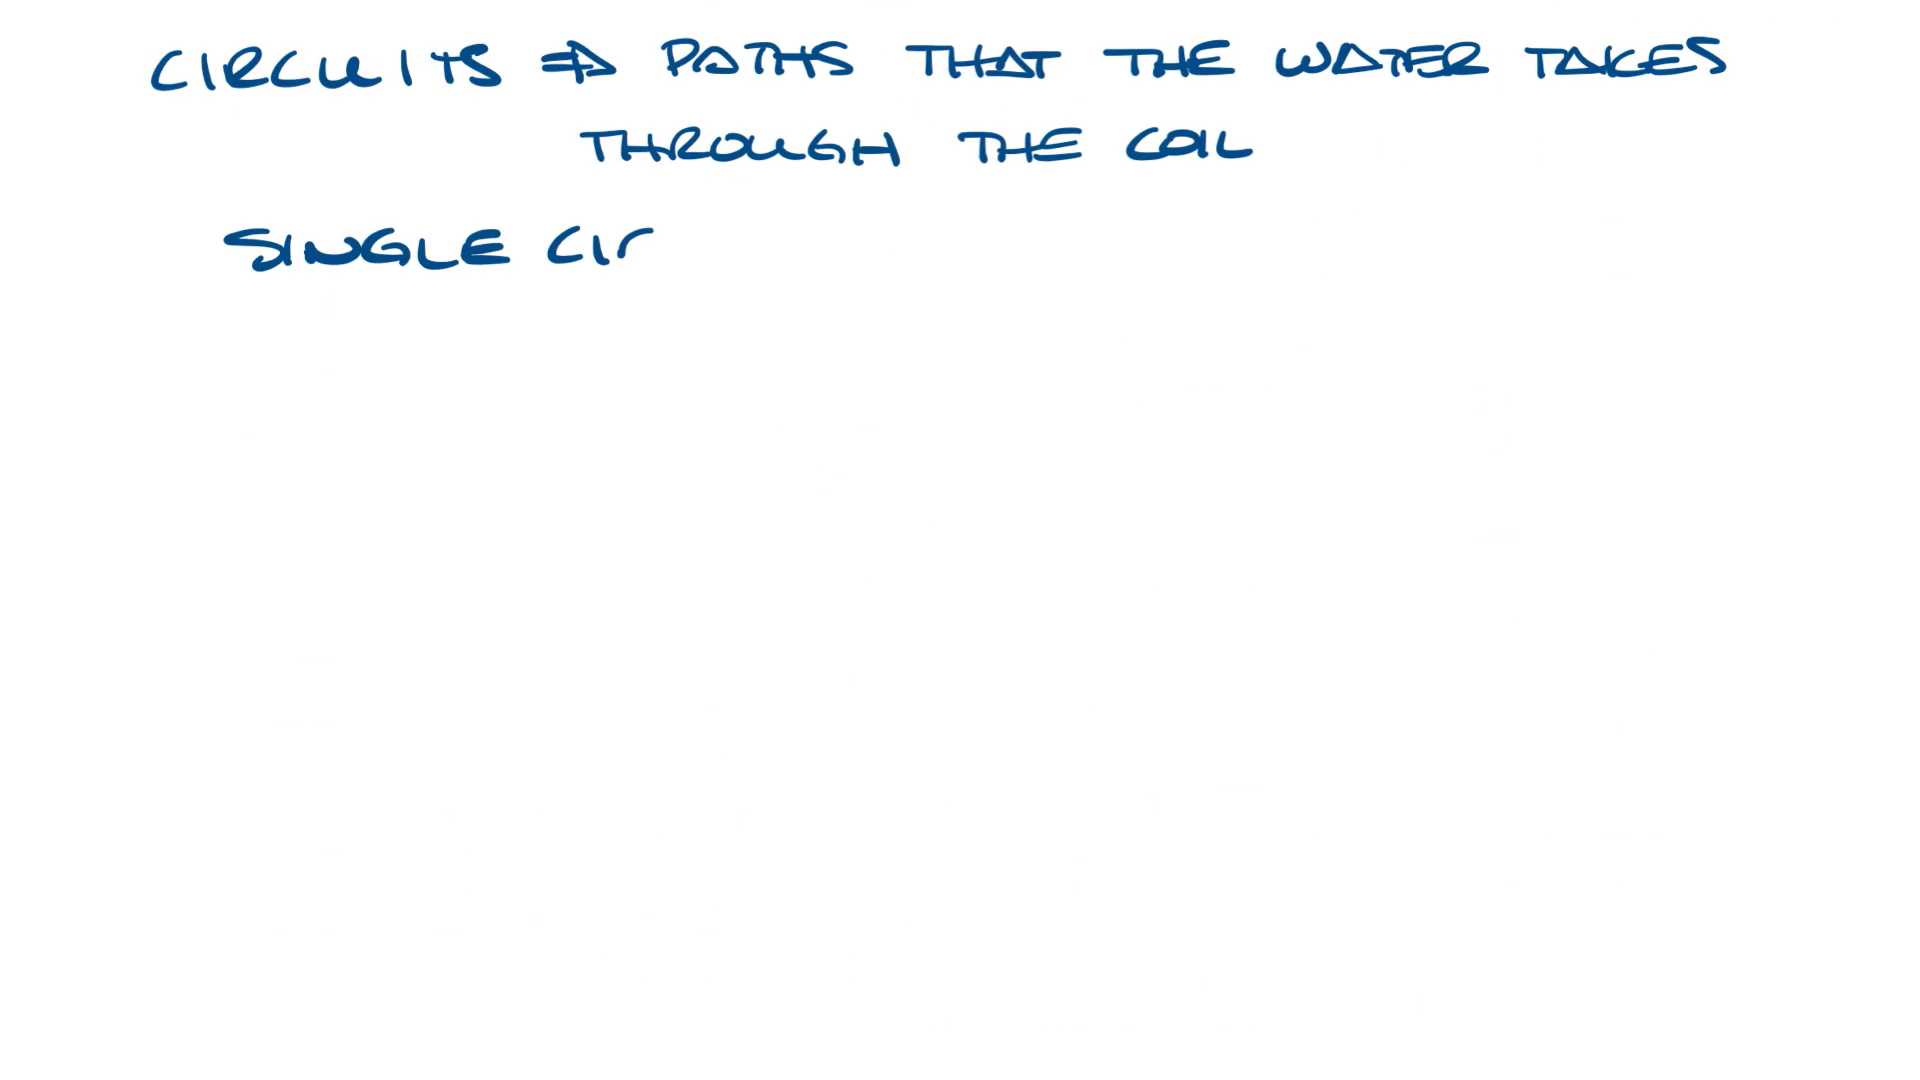 CIRCUITS ⇒ PATHS THAT THE WATER TAKES
THROUGH THE COIL
SINGLE CIR